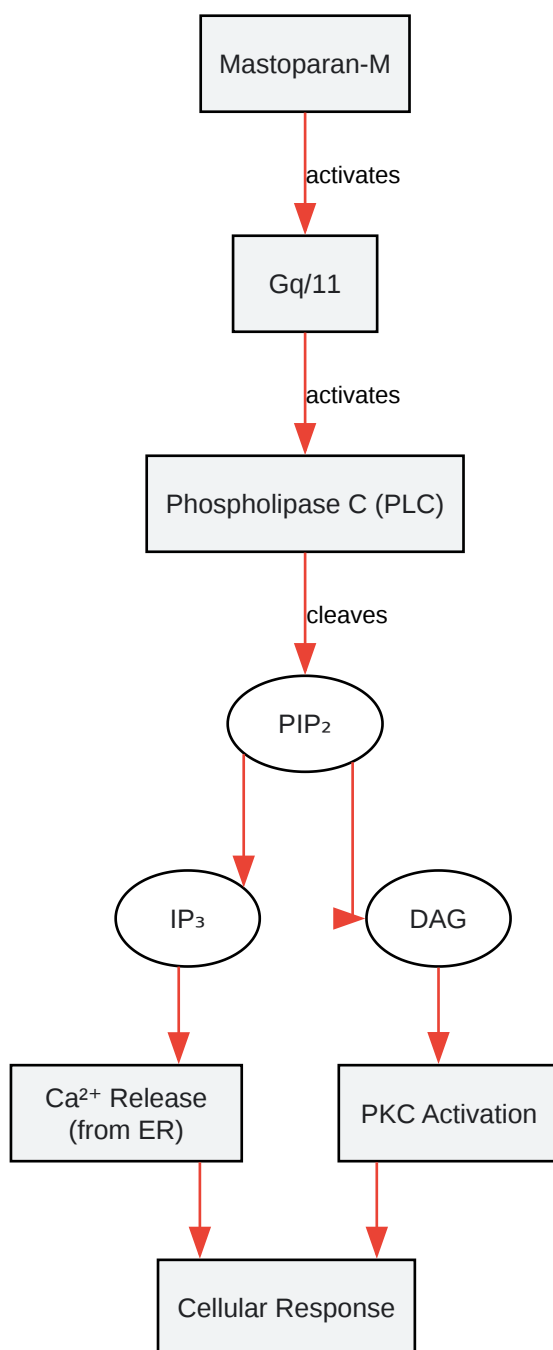 Mastoparan-M
activates
Gq/11
activates
Phospholipase C (PLC)
cleaves
PIP₂
IP₃
DAG
Ca²⁺ Release
(from ER)
PKC Activation
Cellular Response